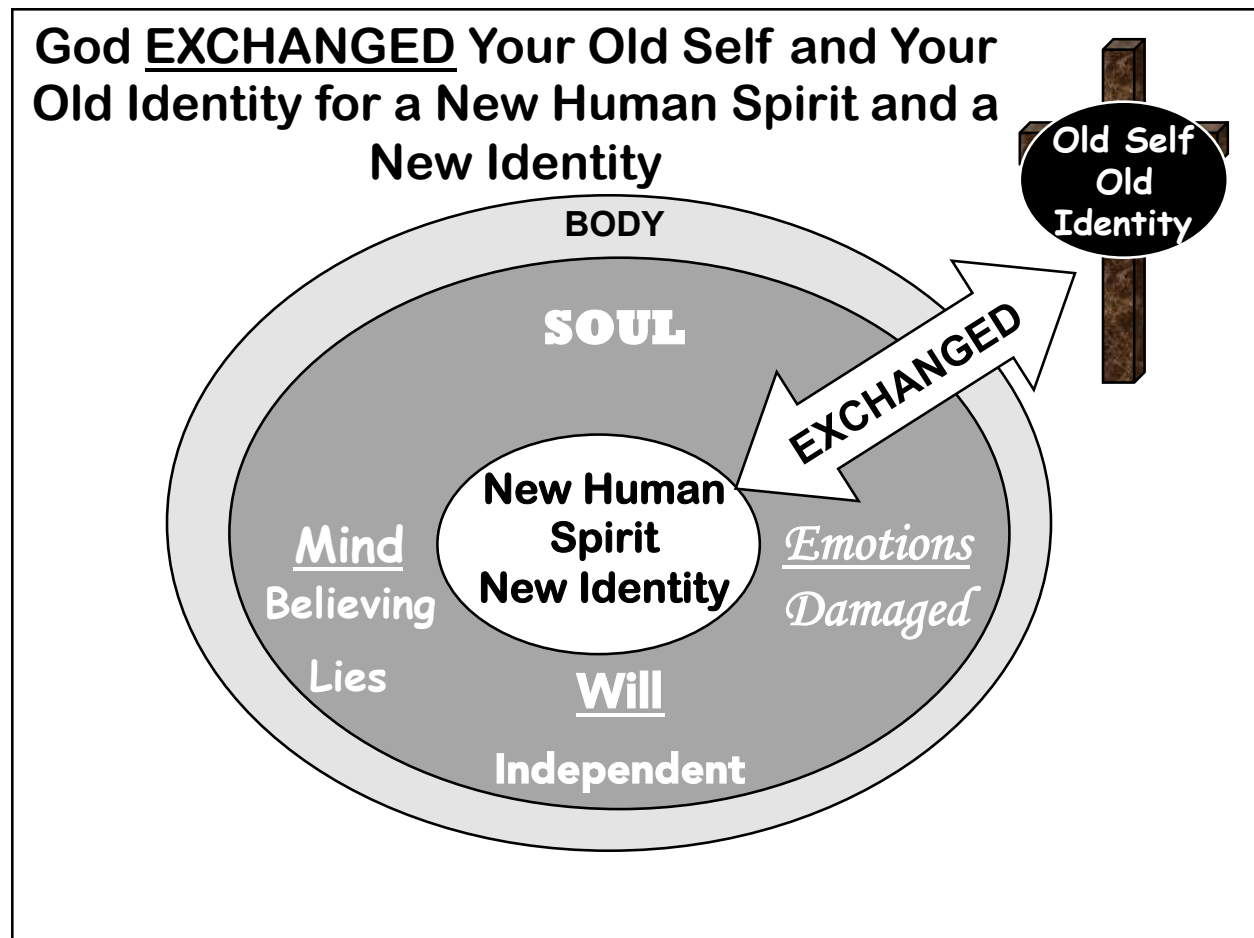 God EXCHANGED Your Old Self and Your
Old Identity for a New Human Spirit and a
New Identity
Old Self
Old
Identity
BODY
SOUL
EXCHANGED
New Human
Spirit
New Identity
Mind
Believing
Lies
Emotions
Damaged
Will
Independent